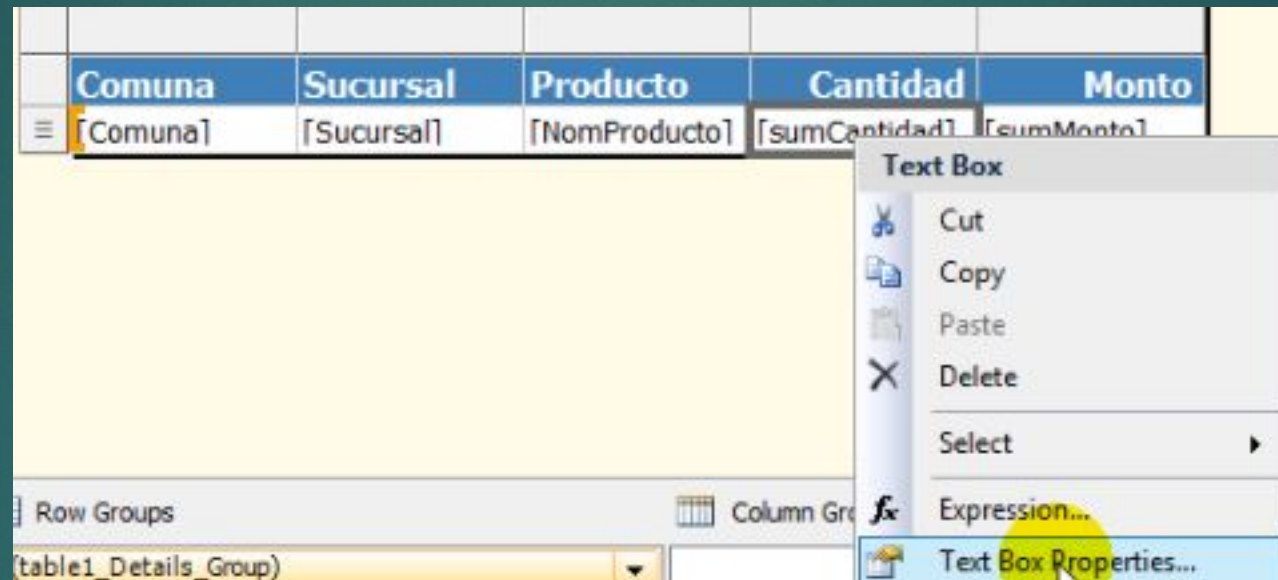 Comuna Sucursal Producto Cantidad Monto
[Comuna] [Sucursal] [NomProducto] [sumCantidad] [sumMonto]
Text Box
Cut
Copy
Paste
Delete
Select
Expression...
Text Box Properties...
Row Groups Column Gro
(table1_Details_Group)